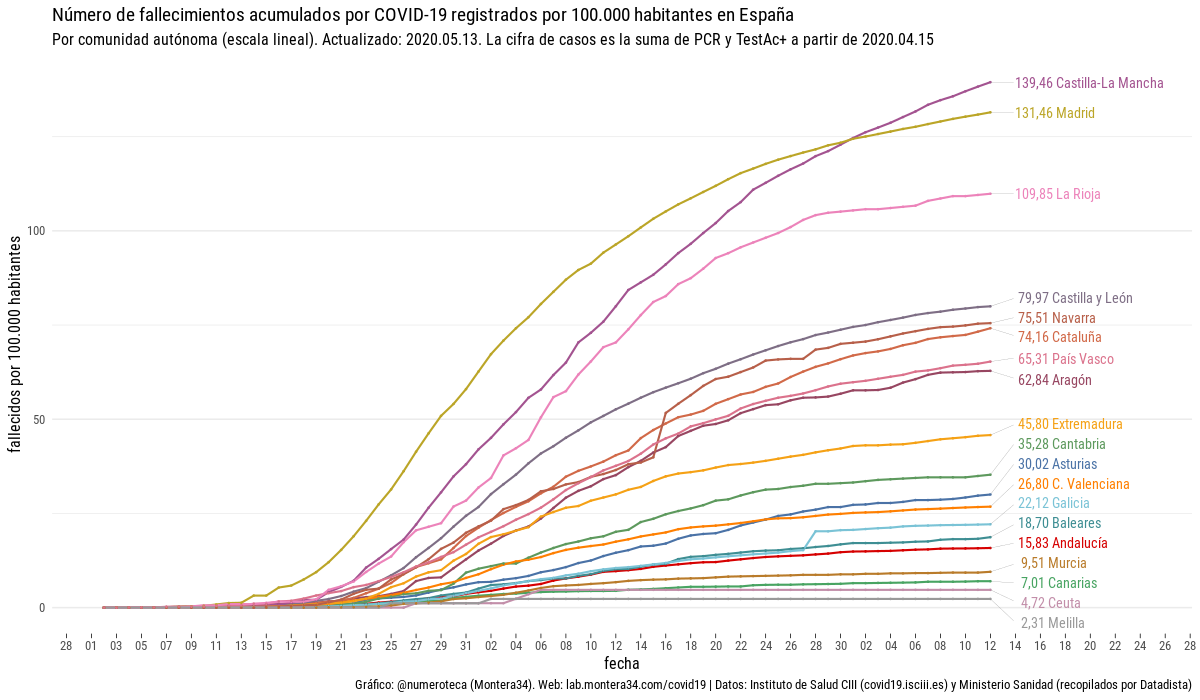 Número de fallecimientos acumulados por COVID-19 registrados por 100.000 habitantes en España
Por comunidad autónoma (escala lineal). Actualizado: 2020.05.13. La cifra de casos es la suma de PCR y TestAc+ a partir de 2020.04.15
fallecidos por 100.000 habitantes
100
50
0
139,46 Castilla-La Mancha
131,46 Madrid
109,85 La Rioja
79,97 Castilla y León
75,51 Navarra
74,16 Cataluña
65,31 País Vasco
62,84 Aragón
45,80 Extremadura
35,28 Cantabria
30,02 Asturias
26,80 C. Valenciana
22,12 Galicia
18,70 Baleares
15,83 Andalucía
9,51 Murcia
7,01 Canarias
4,72 Ceuta
2,31 Melilla
28 01 03 05 07 09 11 13 15 17 19 21 23 25 27 29 31 02 04 06 08 10 12 14 16 18 20 22 24 26 28 30 02 04 06 08 10 12 14 16 18 20 22 24 26 28
fecha
Gráfico: @numeroteca (Montera34). Web: lab.montera34.com/covid19 | Datos: Instituto de Salud CIII (covid19.isciii.es) y Ministerio Sanidad (recopilados por Datadista)